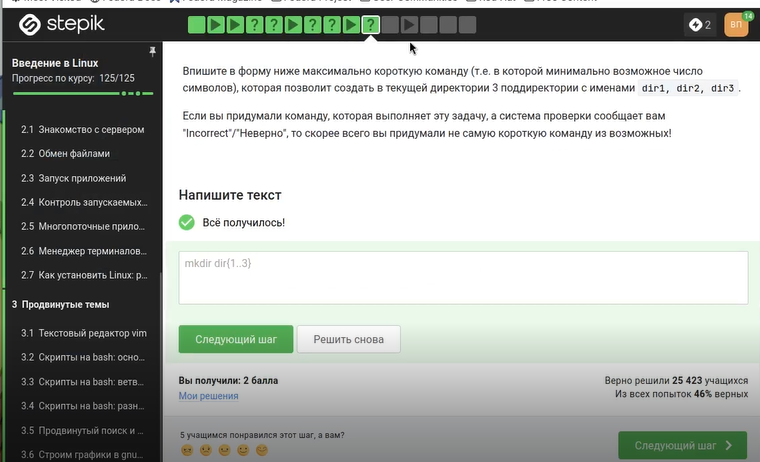 stepik
2
ВП
14
Введение в Linux
Прогресс по курсу: 125/125
2.1 Знакомство с сервером
2.2 Обмен файлами
2.3 Запуск приложений
2.4 Контроль запускаемых...
2.5 Многопоточные прило...
2.6 Менеджер терминалов...
2.7 Как установить Linux: р...
3 Продвинутые темы
3.1 Текстовый редактор vim
3.2 Скрипты на bash: осно...
3.3 Скрипты на bash: ветв...
3.4 Скрипты на bash: разн...
3.5 Продвинутый поиск и ...
3.6 Строим графики в gnu...
Впишите в форму ниже максимально короткую команду (т.е. в которой минимально возможное число
символов), которая позволит создать в текущей директории 3 поддиректории с именами dir1, dir2, dir3 .
Если вы придумали команду, которая выполняет эту задачу, а система проверки сообщает вам
"Incorrect"/"Неверно", то скорее всего вы придумали не самую короткую команду из возможных!
Напишите текст
Всё получилось!
mkdir dir{1..3}
Следующий шаг
Решить снова
Вы получили: 2 балла
Мои решения
Верно решили 25 423 учащихся
Из всех попыток 46% верных
5 учащимся понравился этот шаг, а вам?
Следующий шаг